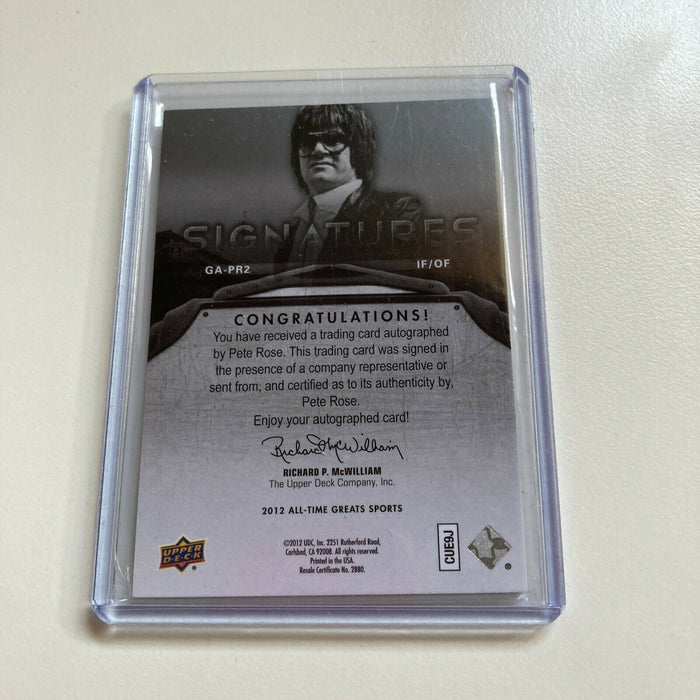 SIGNATURES
GA-PR2 IF/OF
CONGRATULATIONS!
You have received a trading card autographed
by Pete Rose. This trading card was signed in
the presence of a company representative or
sent from, and certified as to its authenticity by,
Pete Rose.
Enjoy your autographed card!
Richard P. McWilliam
RICHARD P. McWILLIAM
The Upper Deck Company, Inc.
2012 ALL-TIME GREATS SPORTS
©2012 UDC, Inc. 2251 Rutherford Road,
Carlsbad, CA 92008. All rights reserved.
Printed in the USA.
Resale Certificate No. 2880.
UPPER
DECK
®
CUE9J
®